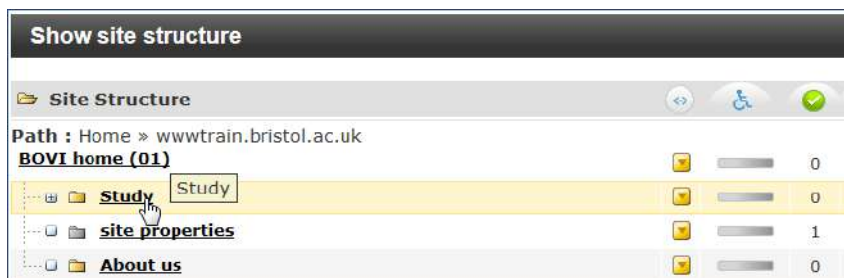 Show site structure
Site Structure
Path : Home » wwwtrain.bristol.ac.uk
BOVI home (01) 0
Study Study 0
site properties 1
About us 0